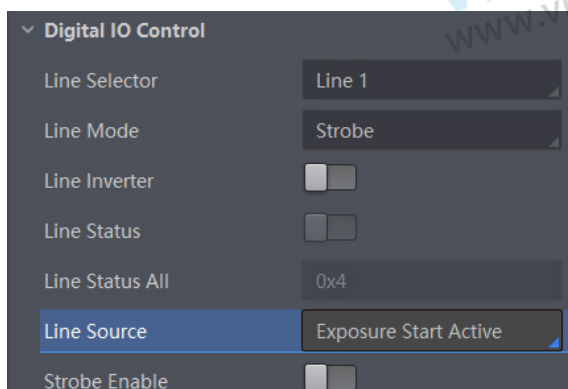 Digital IO Control
Line Selector Line 1
Line Mode Strobe
Line Inverter
Line Status
Line Status All 0x4
Line Source Exposure Start Active
Strobe Enable